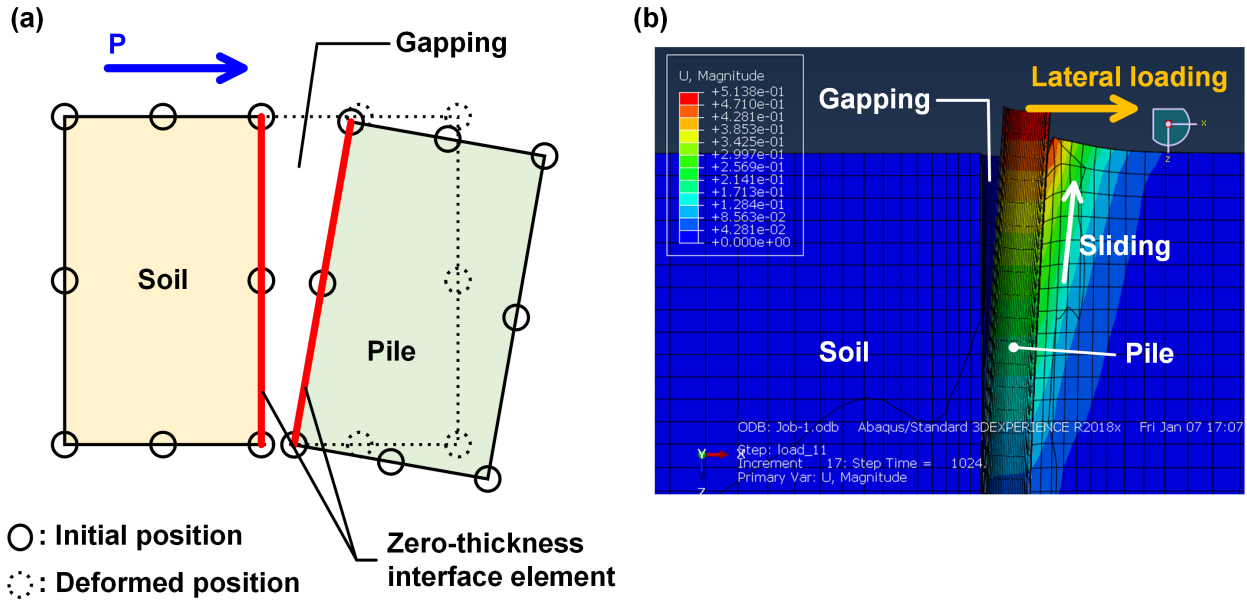 (a)
P
Gapping
Soil
Pile
○: Initial position
Deformed position
Zero-thickness
interface element
(b)
U, Magnitude
+5.138e-01
+4.710e-01
+4.281e-01
+3.853e-01
+3.425e-01
+2.997e-01
+2.569e-01
+2.141e-01
+1.713e-01
+1.284e-01
+8.563e-02
+4.281e-02
+0.000e+00
Gapping
Lateral loading
x
z
Sliding
Soil
Pile
ODB: Job-1.odb Abaqus/Standard 3DEXPERIENCE R2018x Fri Jan 07 17:07
Y X
Z
Step: load_11
Increment 17: Step Time = 1024.
Primary Var: U, Magnitude